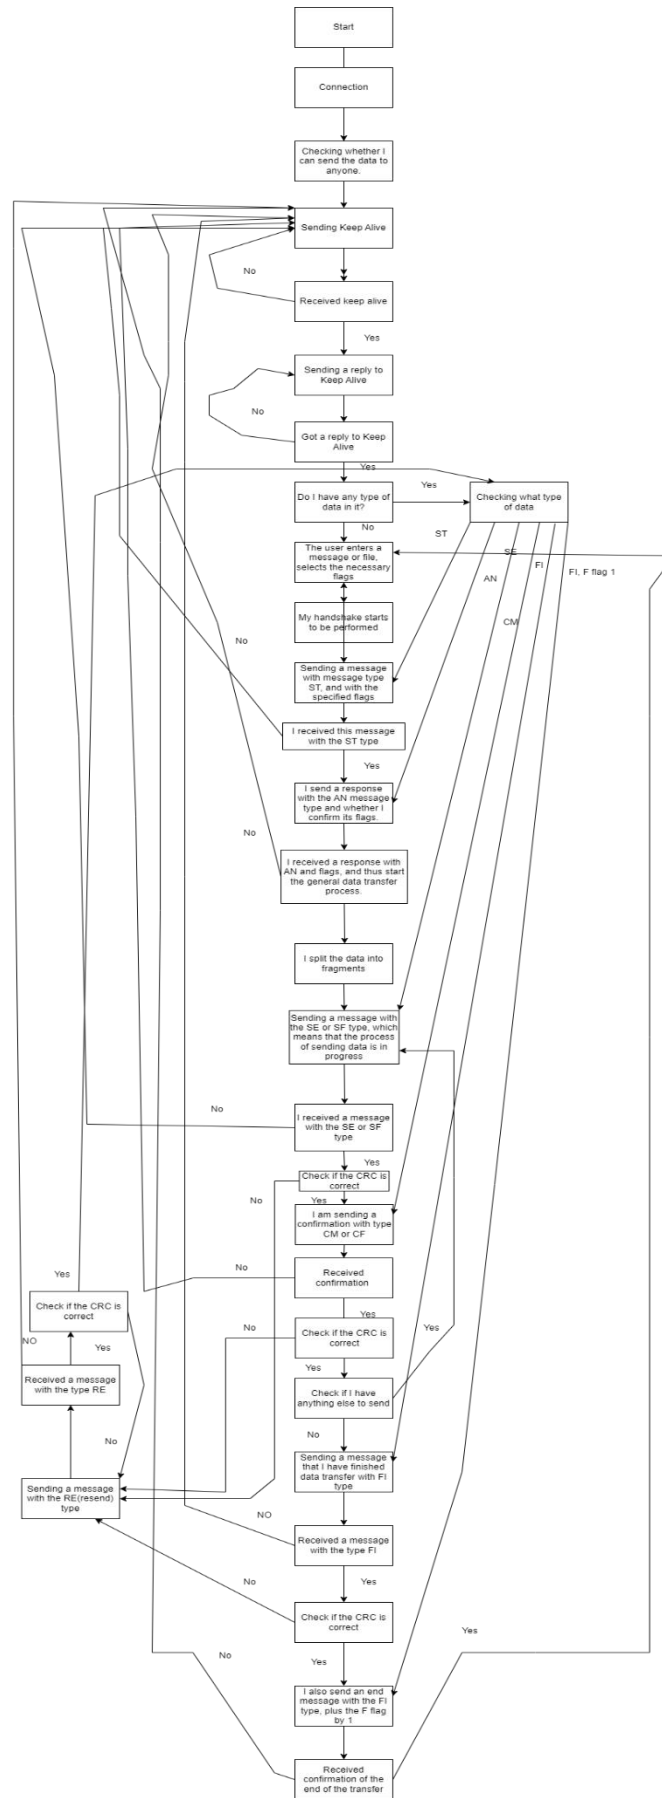 Start
Connection
Checking whether I
can send the data to
anyone.
Sending Keep Alive
No
Received keep alive
Yes
Sending a reply to
Keep Alive
No
Got a reply to Keep
Alive
Yes
Do I have any type of
data in it?
Yes
Checking what type
of data
No
ST
SE
FI
FI, F flag 1
AN
CM
The user enters a
message or file,
selects the necessary
flags
My handshake starts
to be performed
No
Sending a message
with message type
ST, and with the
specified flags
I received this message
with the ST type
Yes
I send a response
with the AN message
type and whether I
confirm its flags.
No
I received a response
with AN and flags, and thus start
the general data transfer
process.
I split the data into
fragments
Sending a message with
the SE or SF type, which
means that the process
of sending data is in
progress
No
I received a message
with the SE or SF
type
Yes
No
Check if the CRC is
correct
Yes
I am sending a
confirmation with type
CM or CF
No
Received
confirmation
Yes
Yes
Check if the CRC is
correct
No
Check if the CRC is
correct
Yes
NO
Yes
Yes
Received a message
with the type RE
Check if I have
anything else to send
No
No
Sending a message
with the RE(resend)
type
Sending a message
that I have finished
data transfer with FI
type
NO
Received a message
with the type FI
No
Yes
Check if the CRC is
correct
Yes
No
Yes
I also send an end
message with the FI
type, plus the F flag
by 1
Received
confirmation of the
end of the transfer